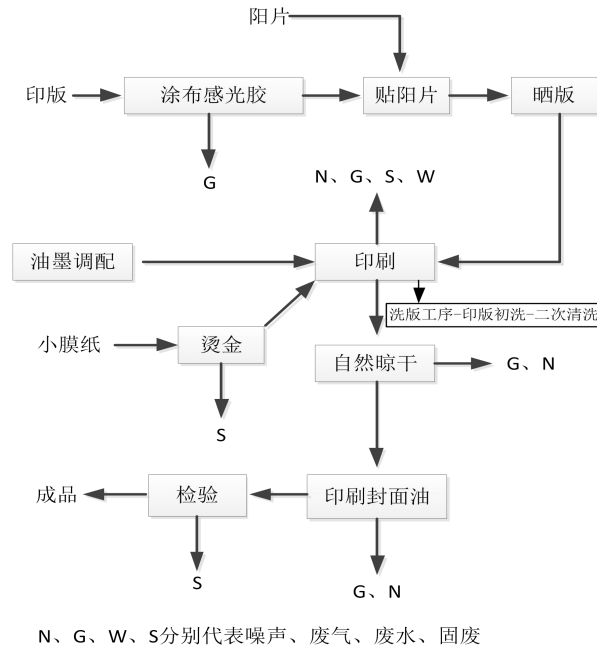 阳片
印版 涂布感光胶 贴阳片 晒版
G
N、G、S、W
油墨调配 印刷
洗版工序-印版初洗-二次清洗
小膜纸 烫金
自然晾干 G、N
S
成品 检验 印刷封面油
S
G、N
N、G、W、S分别代表噪声、废气、废水、固废